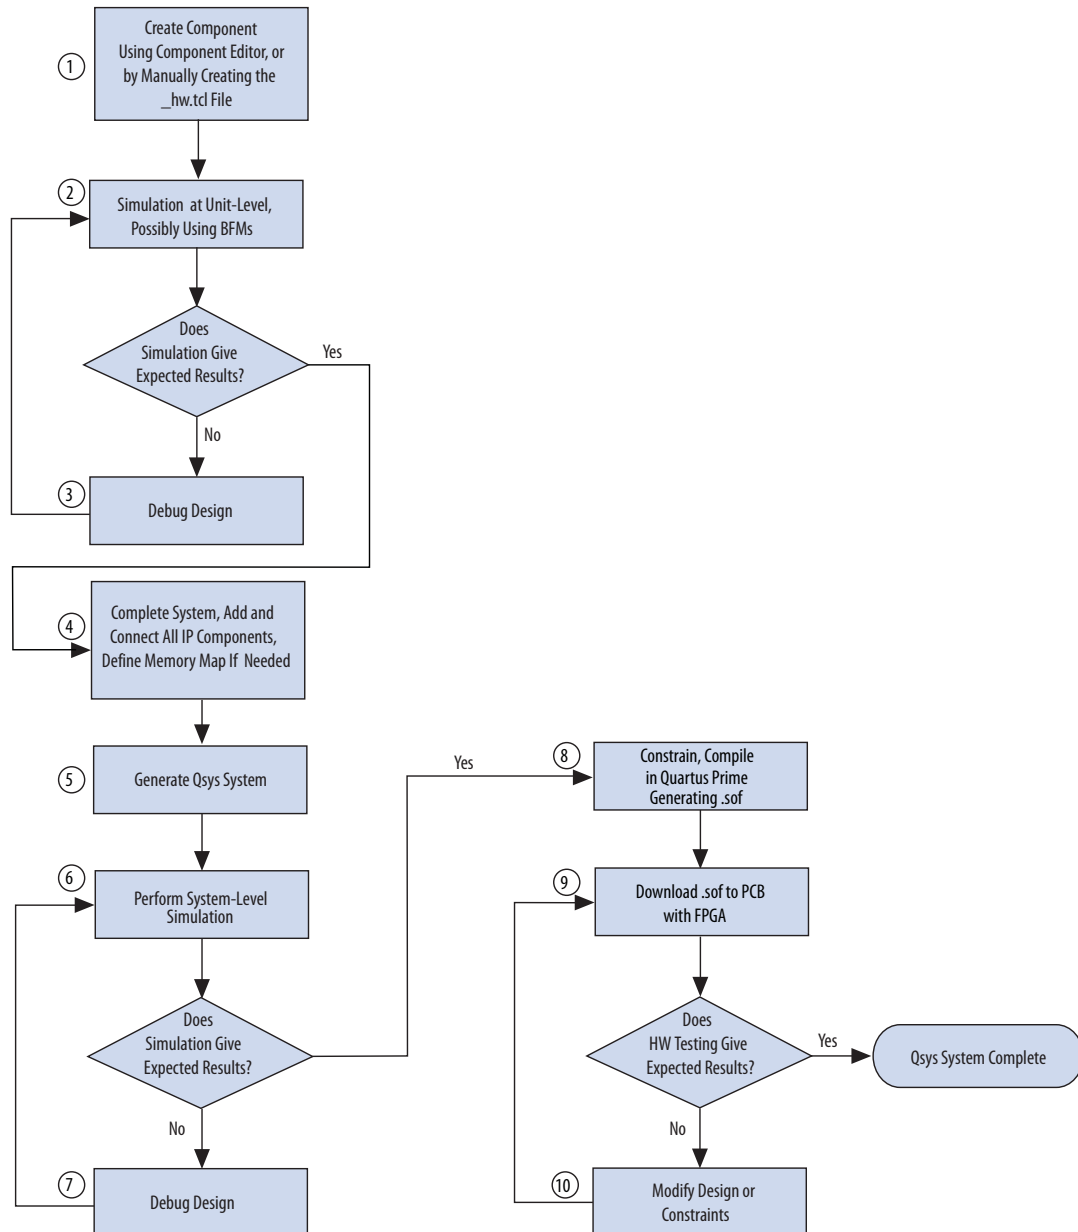 Create Component
Using Component Editor, or
by Manually Creating the
_hw.tcl File
1
2
Simulation at Unit-Level,
Possibly Using BFMs
Does
Simulation Give
Expected Results?
Yes
No
3
Debug Design
4
Complete System, Add and
Connect All IP Components,
Define Memory Map If Needed
5
Generate Qsys System
6
Perform System-Level
Simulation
Does
Simulation Give
Expected Results?
Yes
No
7
Debug Design
8
Constrain, Compile
in Quartus Prime
Generating .sof
9
Download .sof to PCB
with FPGA
Does
HW Testing Give
Expected Results?
Yes
Qsys System Complete
No
10
Modify Design or
Constraints